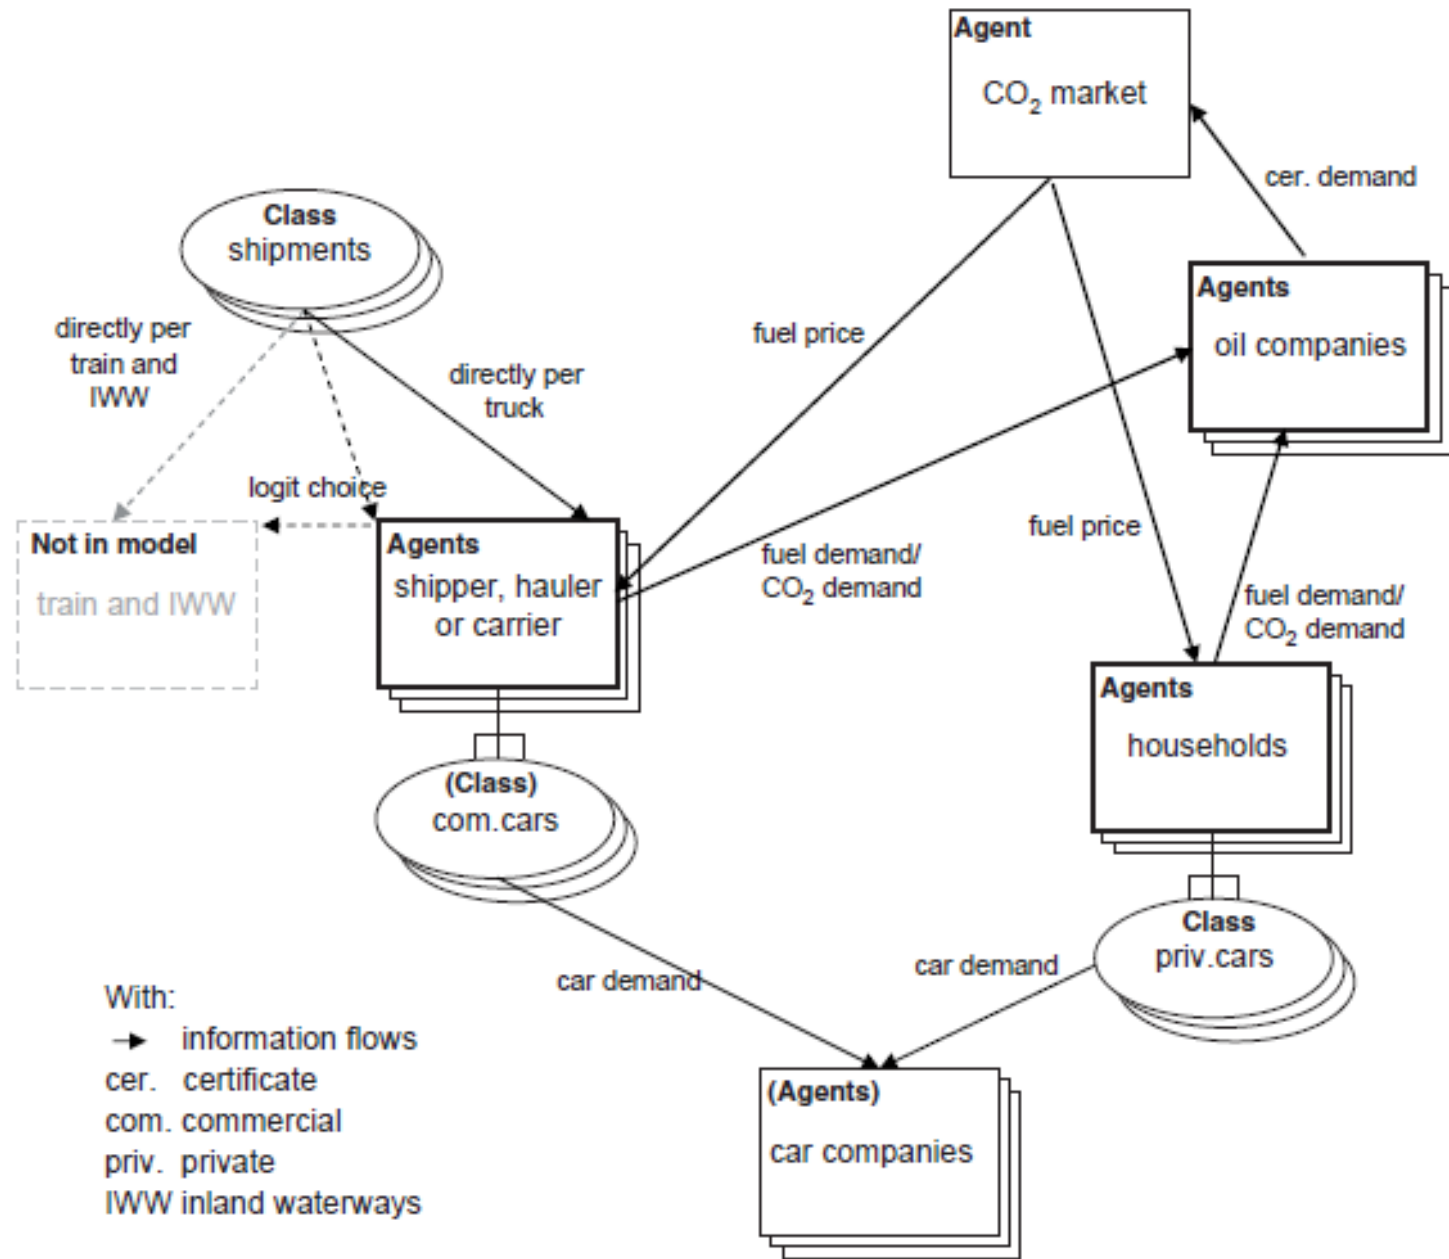 Agent
CO₂ market
cer. demand
Class
shipments
Agents
oil companies
directly per
train and
IWW
fuel price
directly per
truck
logit choice
Not in model
train and IWW
Agents
shipper, hauler
or carrier
fuel demand/
CO₂ demand
fuel price
fuel demand/
CO₂ demand
Agents
households
(Class)
com.cars
Class
priv.cars
car demand
car demand
With:
→ information flows
cer. certificate
com. commercial
priv. private
IWW inland waterways
(Agents)
car companies